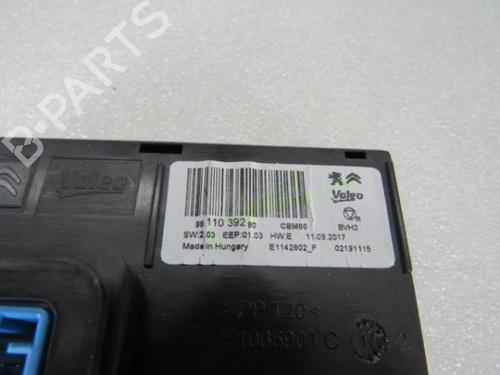 B-Parts
Valeo
Valeo
98 110 392 80 CEM00 BVH2
SW:2.03 EEP:01.03 HW:E 11.09.2017
Made in Hungary E1142802_F 02191115
>PP T20<
E1085901 C 2